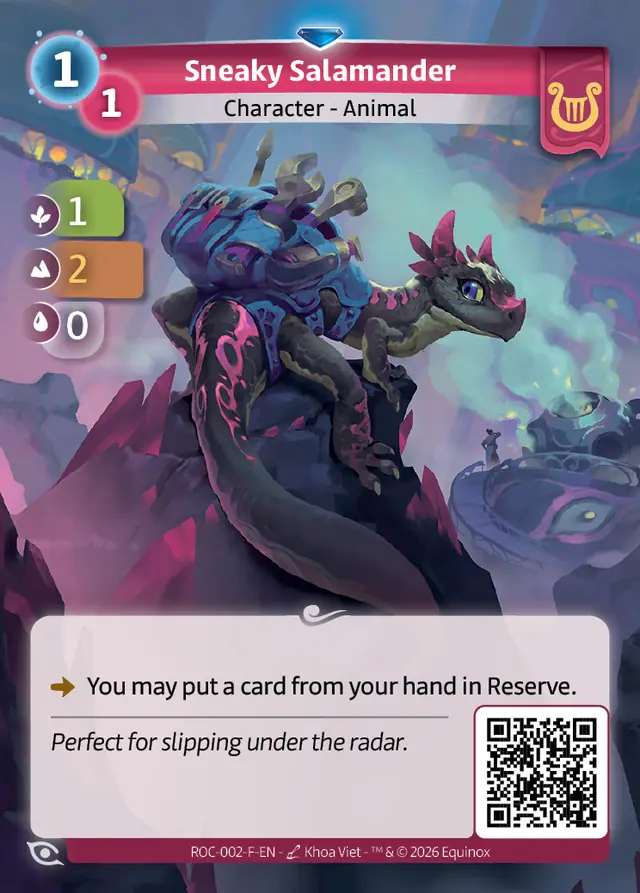 1
Sneaky Salamander
1
Character - Animal
1
2
0
You may put a card from your hand in Reserve.
Perfect for slipping under the radar.
ROC-002-F-EN - Khoa Viet - ™ & © 2026 Equinox